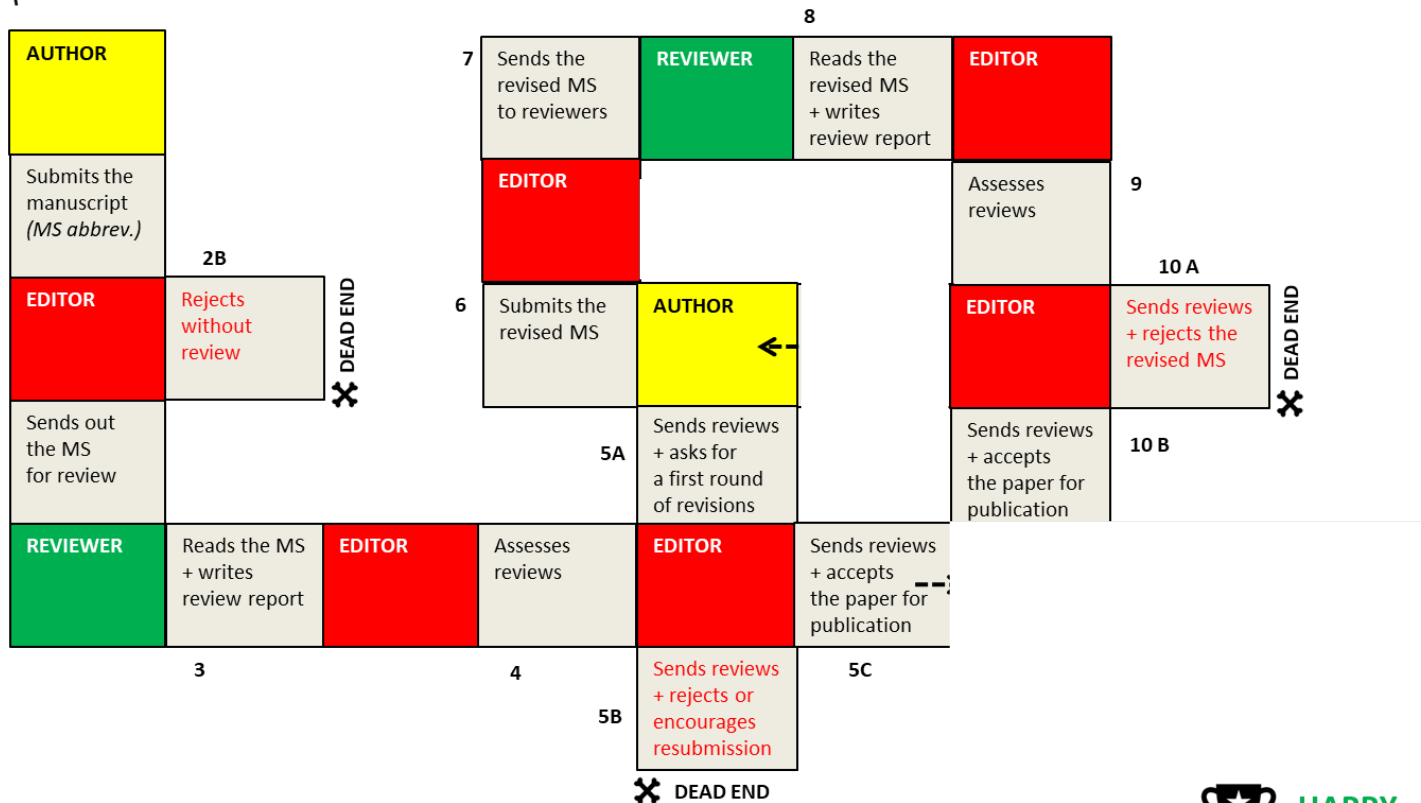 8
AUTHOR
7
Sends the
revised MS
to reviewers
REVIEWER
Reads the
revised MS
+ writes
review report
EDITOR
Submits the
manuscript
(MS abbrev.)
EDITOR
Assesses
reviews
9
2B
10 A
EDITOR
Rejects
without
review
DEAD END
6
Submits the
revised MS
AUTHOR
EDITOR
Sends reviews
+ rejects the
revised MS
DEAD END
Sends out
the MS
for review
5A
Sends reviews
+ asks for
a first round
of revisions
Sends reviews
+ accepts
the paper for
publication
10 B
REVIEWER
Reads the MS
+ writes
review report
EDITOR
Assesses
reviews
EDITOR
Sends reviews
+ accepts
the paper for
publication
3
4
5B
Sends reviews
+ rejects or
encourages
resubmission
5C
DEAD END
HAPPY